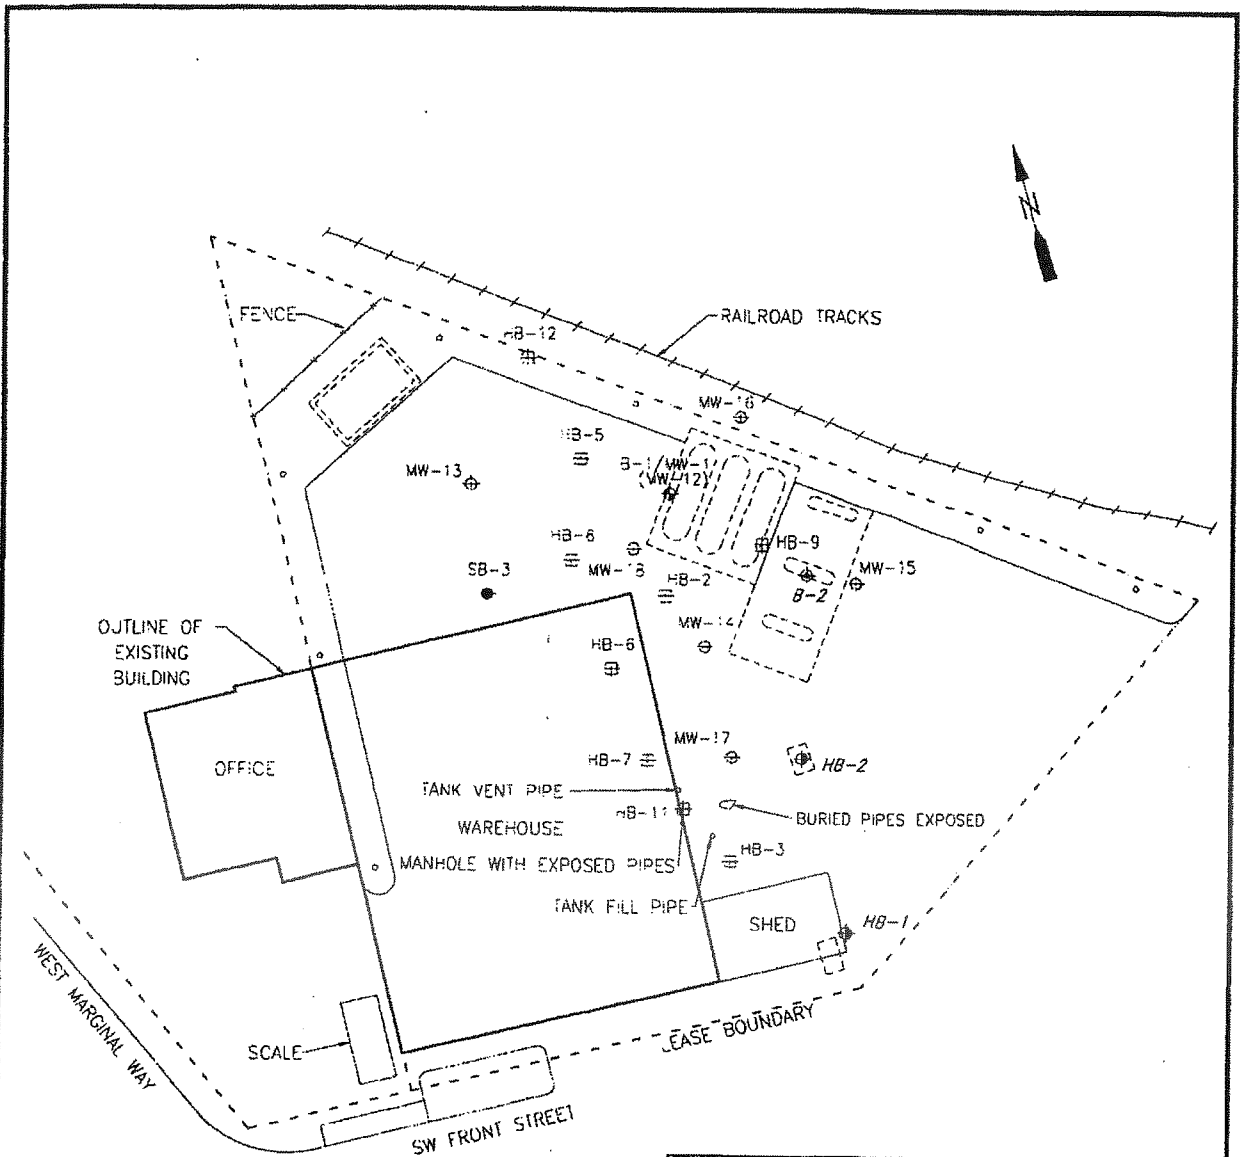 N
FENCE
RAILROAD TRACKS
HB-12
MW-16
HB-5
B-1
MW-1
MW-13
(MW-12)
HB-6
HB-9
MW-18
SB-3
HB-2
MW-15
B-2
OUTLINE OF
EXISTING
BUILDING
MW-14
HB-6
MW-17
OFFICE
HB-7
HB-2
TANK VENT PIPE
HB-11
BURIED PIPES EXPOSED
WAREHOUSE
HB-3
MANHOLE WITH EXPOSED PIPES
TANK FILL PIPE
SHED
HB-1
WEST MARGINAL WAY
SCALE
LEASE BOUNDARY
SW FRONT STREET